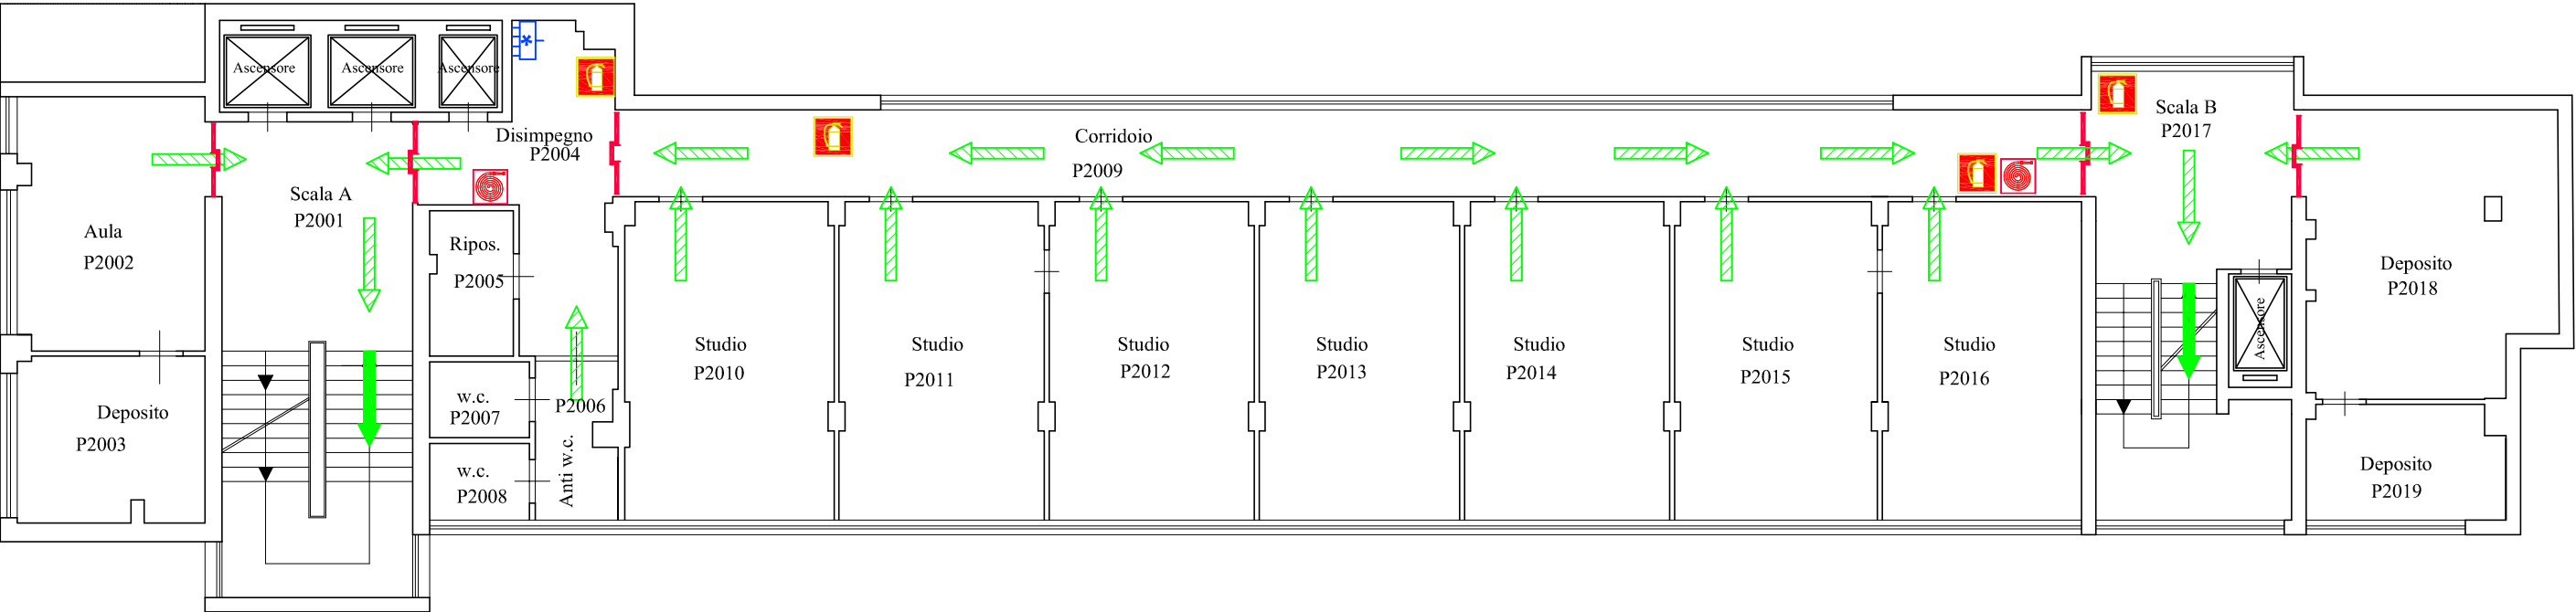 Ascensore
Ascensore
Ascensore
*
Disimpegno
P2004
Corridoio
P2009
Scala B
P2017
Scala A
P2001
Aula
P2002
Ripos.
P2005
Deposito
P2018
Ascensore
Studio
P2010
Studio
P2011
Studio
P2012
Studio
P2013
Studio
P2014
Studio
P2015
Studio
P2016
Deposito
P2003
w.c.
P2007
P2006
Anti w.c.
w.c.
P2008
Deposito
P2019